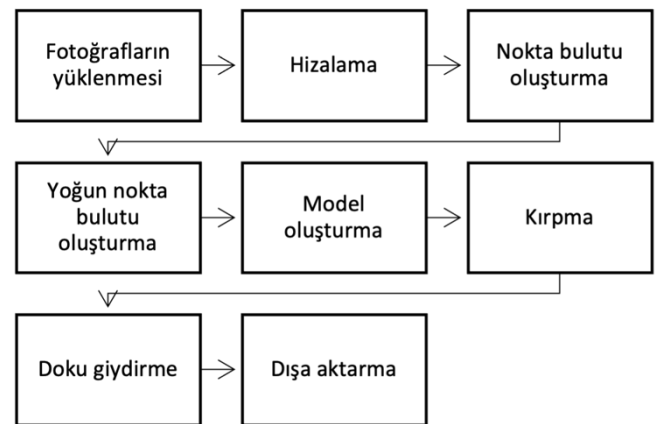 Fotoğrafların
yüklenmesi
Hizalama
Nokta bulutu
oluşturma
Yoğun nokta
bulutu
oluşturma
Model
oluşturma
Kırpma
Doku giydirme
Dışa aktarma